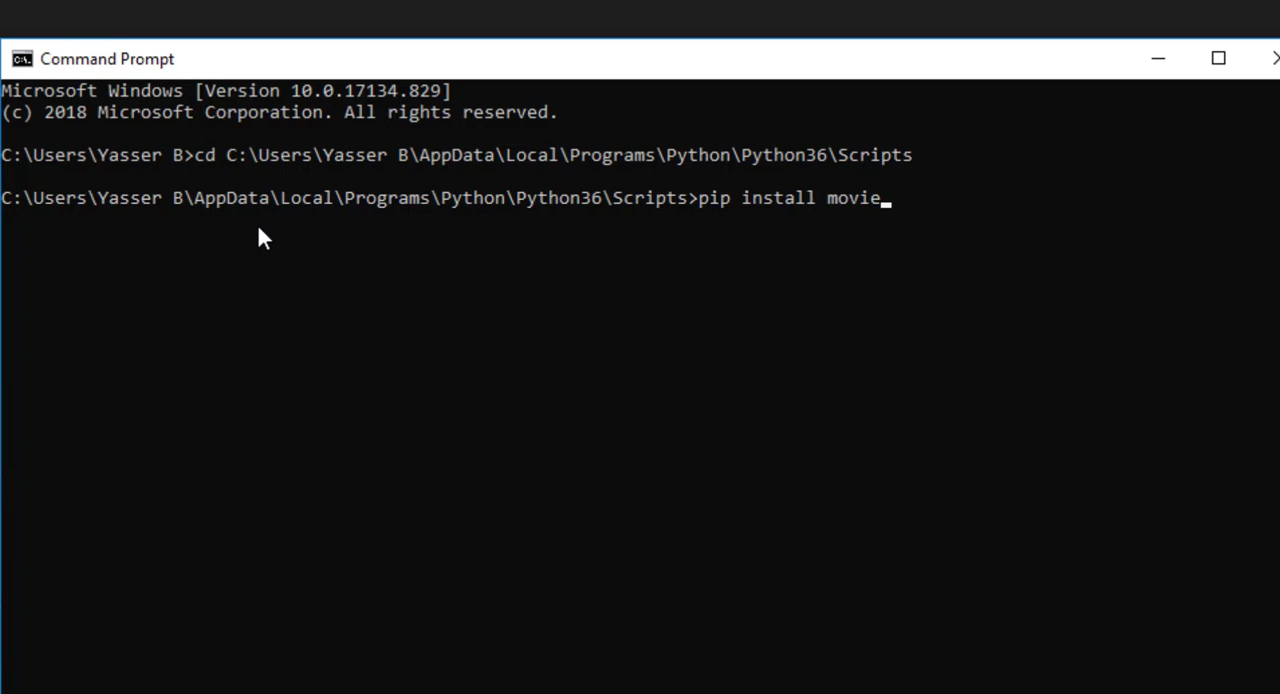 Command Prompt
Microsoft Windows [Version 10.0.17134.829]
(c) 2018 Microsoft Corporation. All rights reserved.
C:\Users\Yasser B>cd C:\Users\Yasser B\AppData\Local\Programs\Python\Python36\Scripts
C:\Users\Yasser B\AppData\Local\Programs\Python\Python36\Scripts>pip install movie